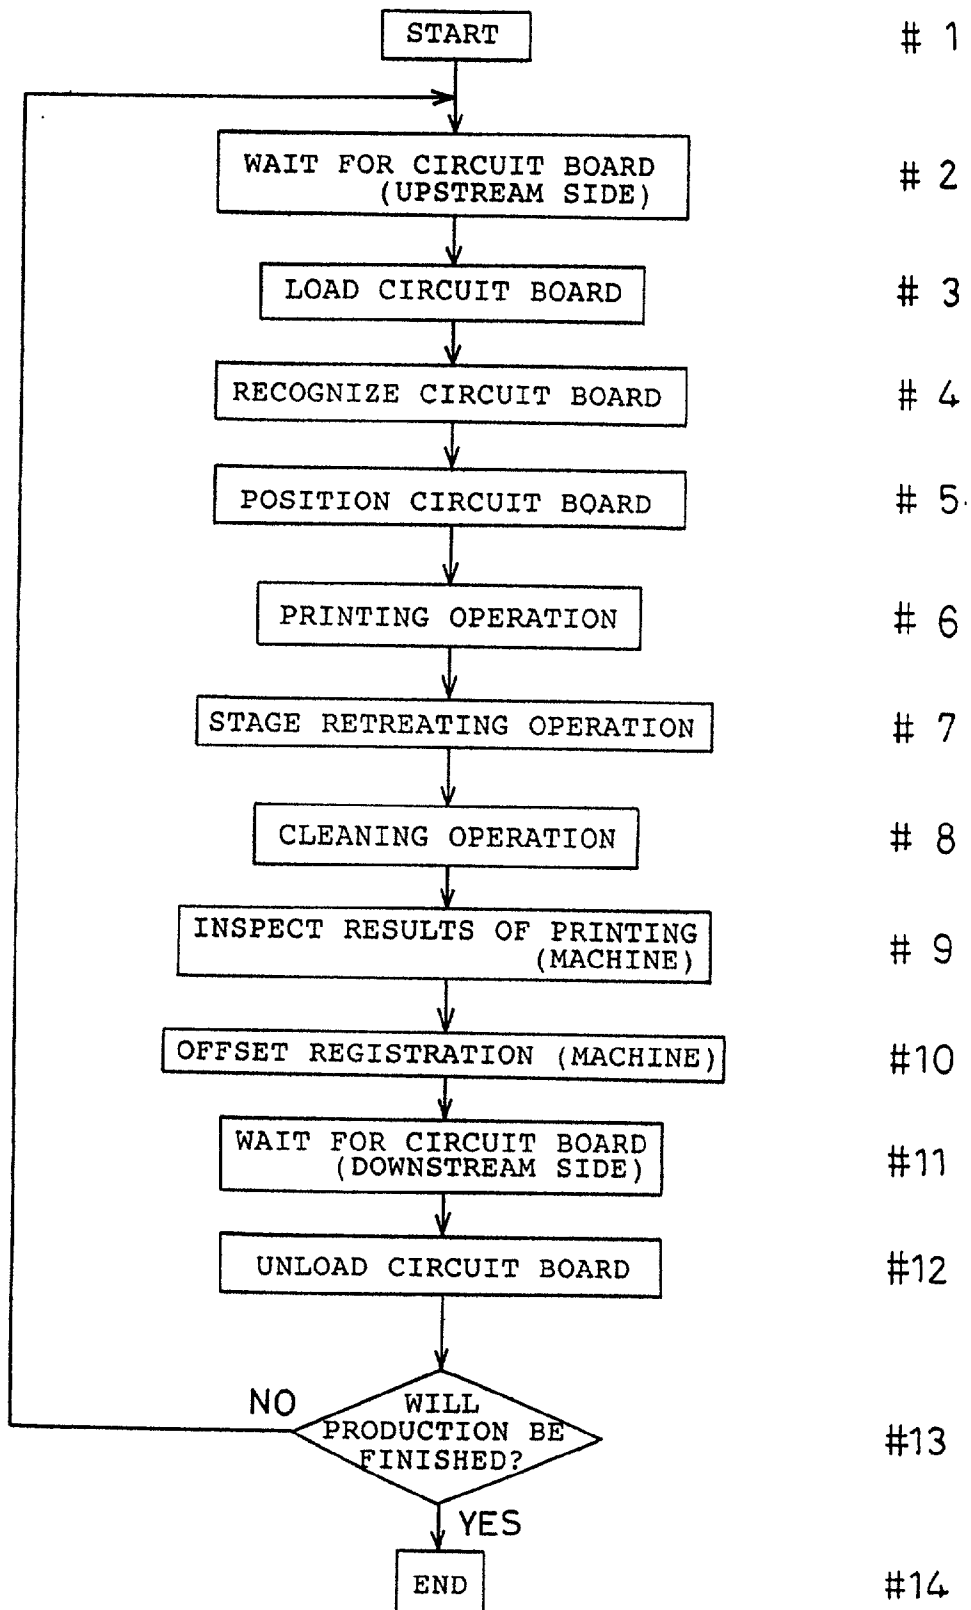 START
# 1
WAIT FOR CIRCUIT BOARD
(UPSTREAM SIDE)
# 2
LOAD CIRCUIT BOARD
# 3
RECOGNIZE CIRCUIT BOARD
# 4
POSITION CIRCUIT BOARD
# 5
PRINTING OPERATION
# 6
STAGE RETREATING OPERATION
# 7
CLEANING OPERATION
# 8
INSPECT RESULTS OF PRINTING
(MACHINE)
# 9
OFFSET REGISTRATION (MACHINE)
#10
WAIT FOR CIRCUIT BOARD
(DOWNSTREAM SIDE)
#11
UNLOAD CIRCUIT BOARD
#12
NO
WILL
PRODUCTION BE
FINISHED?
#13
YES
END
#14